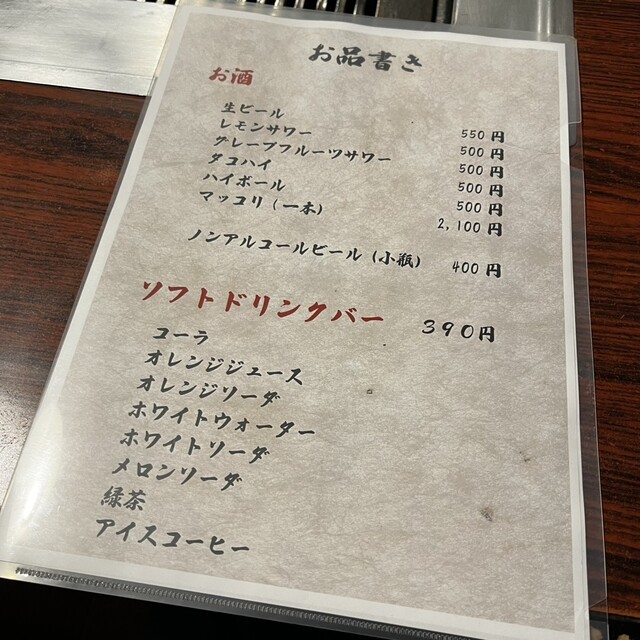 お品書き
お酒
生ビール 550円
レモンサワー 500円
グレープフルーツサワー 500円
タコハイ 500円
ハイボール 500円
マッコリ(一本) 2,100円
ノンアルコールビール(小瓶) 400円
ソフトドリンクバー 390円
コーラ
オレンジジュース
オレンジソーダ
ホワイトウォーター
ホワイトソーダ
メロンソーダ
緑茶
アイスコーヒー